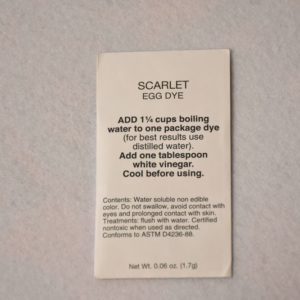 SCARLET
EGG DYE
ADD 1¼ cups boiling
water to one package dye
(for best results use
distilled water).
Add one tablespoon
white vinegar.
Cool before using.
Contents: Water soluble non edible
color. Do not swallow, avoid contact with
eyes and prolonged contact with skin.
Treatments: flush with water. Certified
nontoxic when used as directed.
Conforms to ASTM D4236-88.
Net Wt. 0.06 oz. (1.7g)